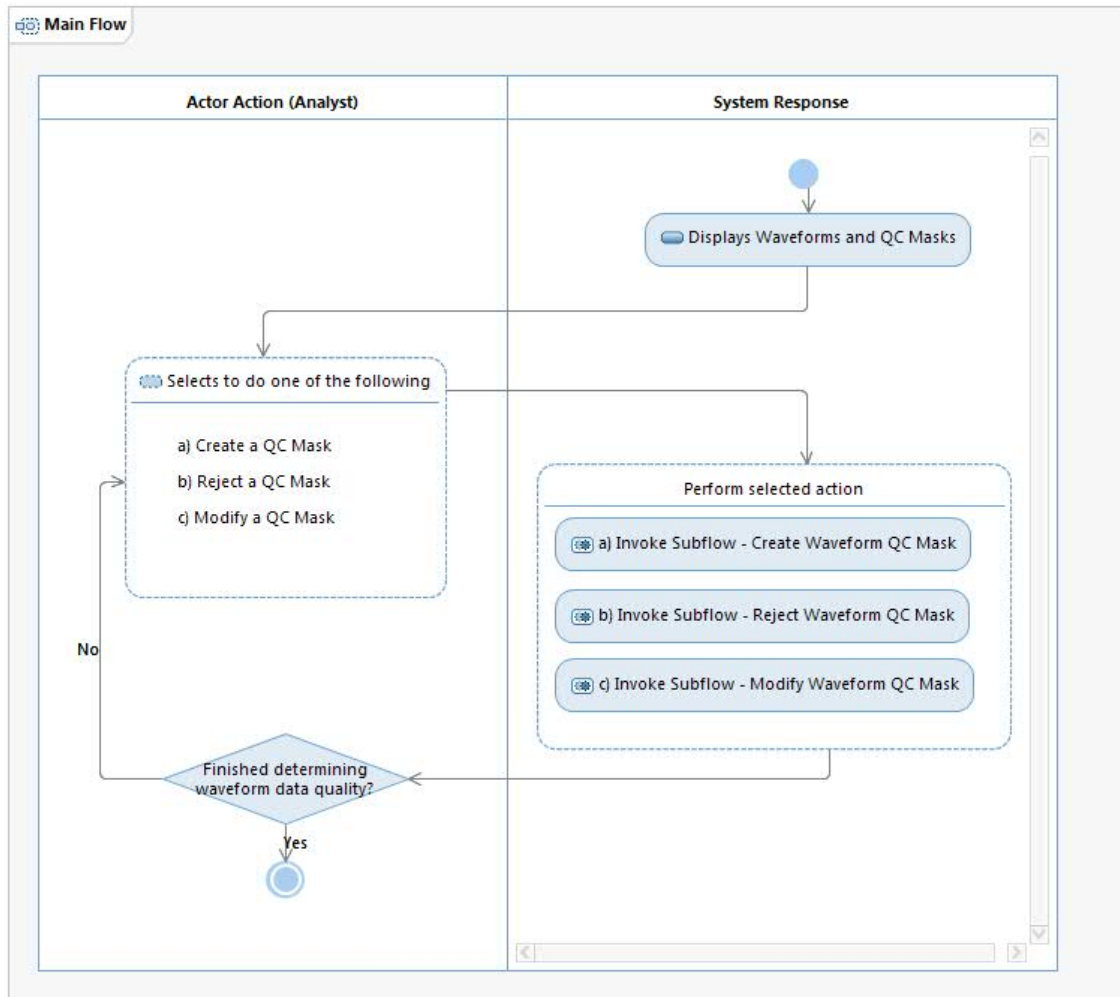 Main Flow
Actor Action (Analyst)
System Response
Displays Waveforms and QC Masks
Selects to do one of the following
a) Create a QC Mask
b) Reject a QC Mask
c) Modify a QC Mask
Perform selected action
a) Invoke Subflow - Create Waveform QC Mask
b) Invoke Subflow - Reject Waveform QC Mask
c) Invoke Subflow - Modify Waveform QC Mask
No
Finished determining
waveform data quality?
Yes